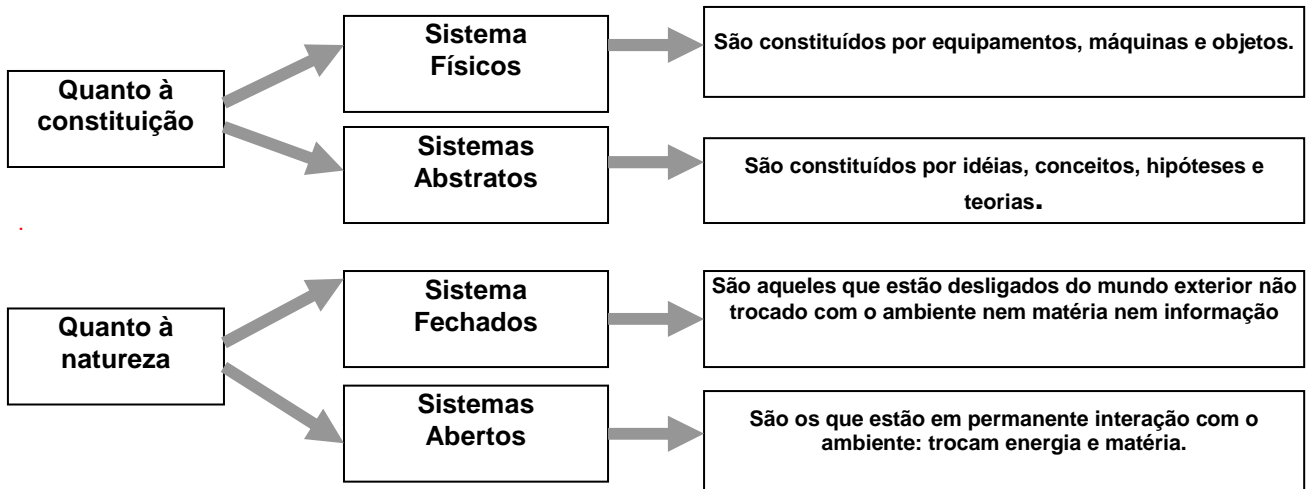 Quanto à
constituição
Sistema
Físicos
São constituídos por equipamentos, máquinas e objetos.
Sistemas
Abstratos
São constituídos por idéias, conceitos, hipóteses e
teorias.
.
Quanto à
natureza
Sistema
Fechados
São aqueles que estão desligados do mundo exterior não
trocado com o ambiente nem matéria nem informação
Sistemas
Abertos
São os que estão em permanente interação com o
ambiente: trocam energia e matéria.